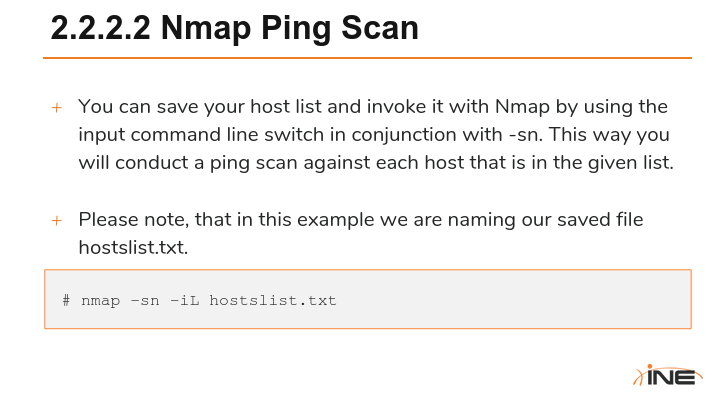 2.2.2.2 Nmap Ping Scan
+ You can save your host list and invoke it with Nmap by using the
input command line switch in conjunction with -sn. This way you
will conduct a ping scan against each host that is in the given list.
+ Please note, that in this example we are naming our saved file
hostslist.txt.
# nmap –sn –iL hostslist.txt
INE